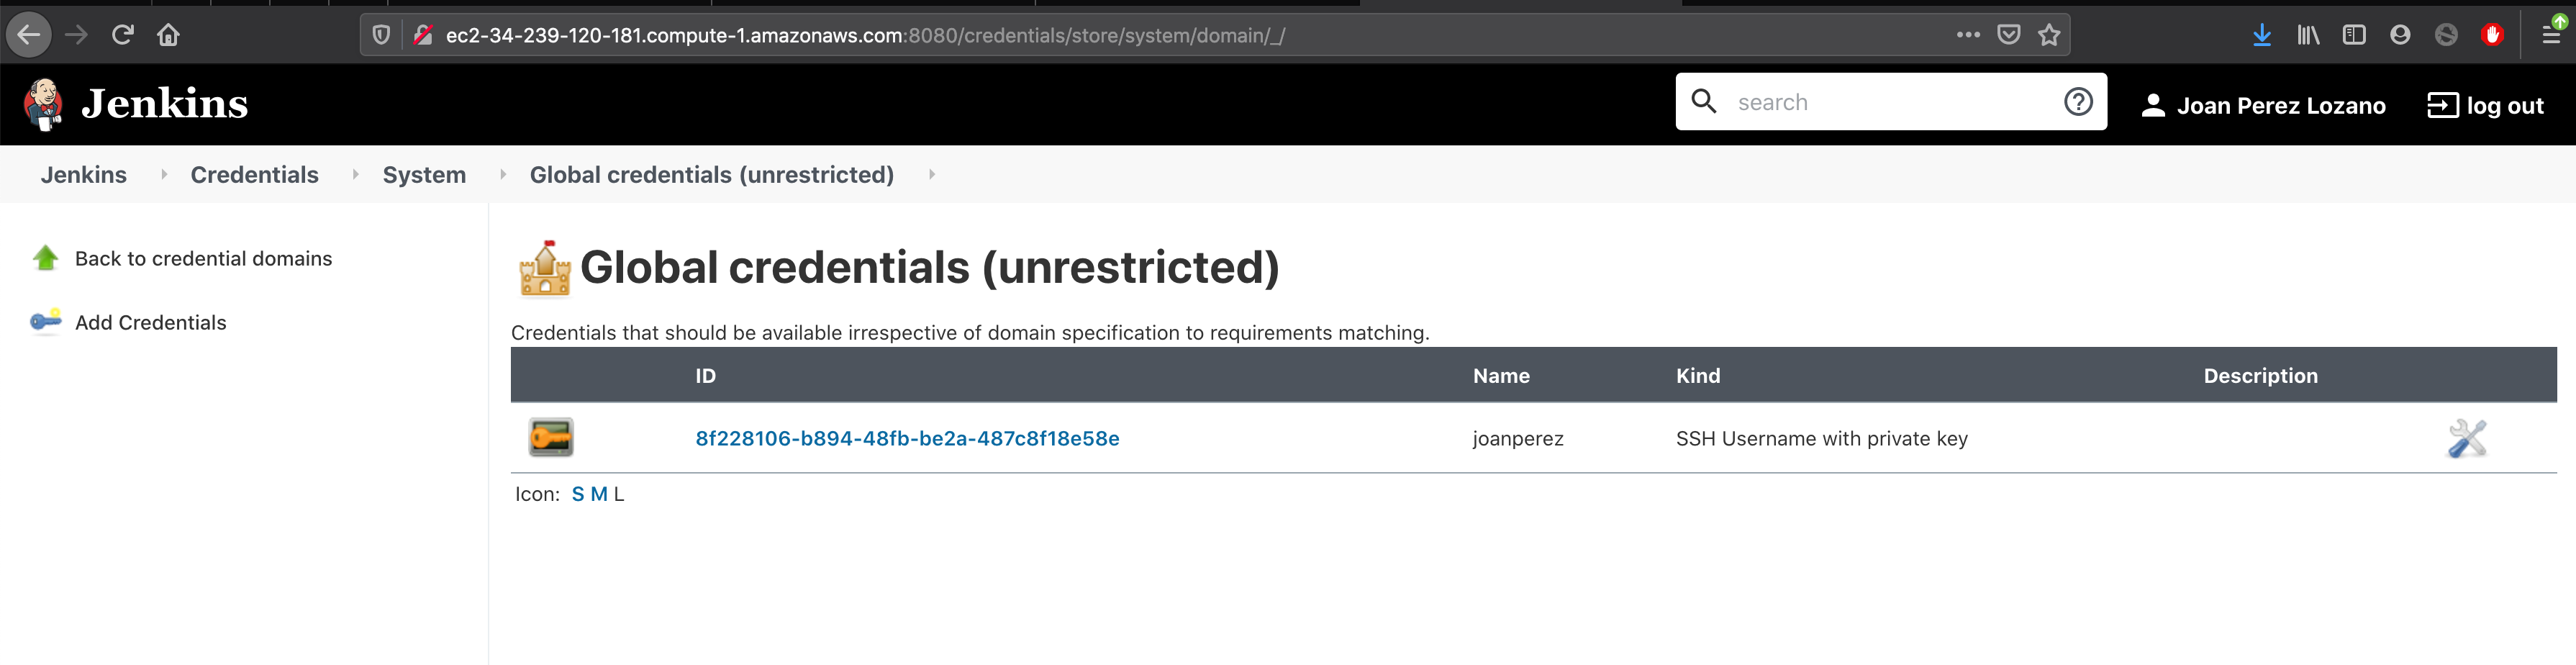 ec2-34-239-120-181.compute-1.amazonaws.com:8080/credentials/store/system/domain/_/
Jenkins
search
Joan Perez Lozano
log out
Jenkins Credentials System Global credentials (unrestricted)
Back to credential domains
Add Credentials
Global credentials (unrestricted)
Credentials that should be available irrespective of domain specification to requirements matching.
ID Name Kind Description
8f228106-b894-48fb-be2a-487c8f18e58e joanperez SSH Username with private key
Icon: S M L